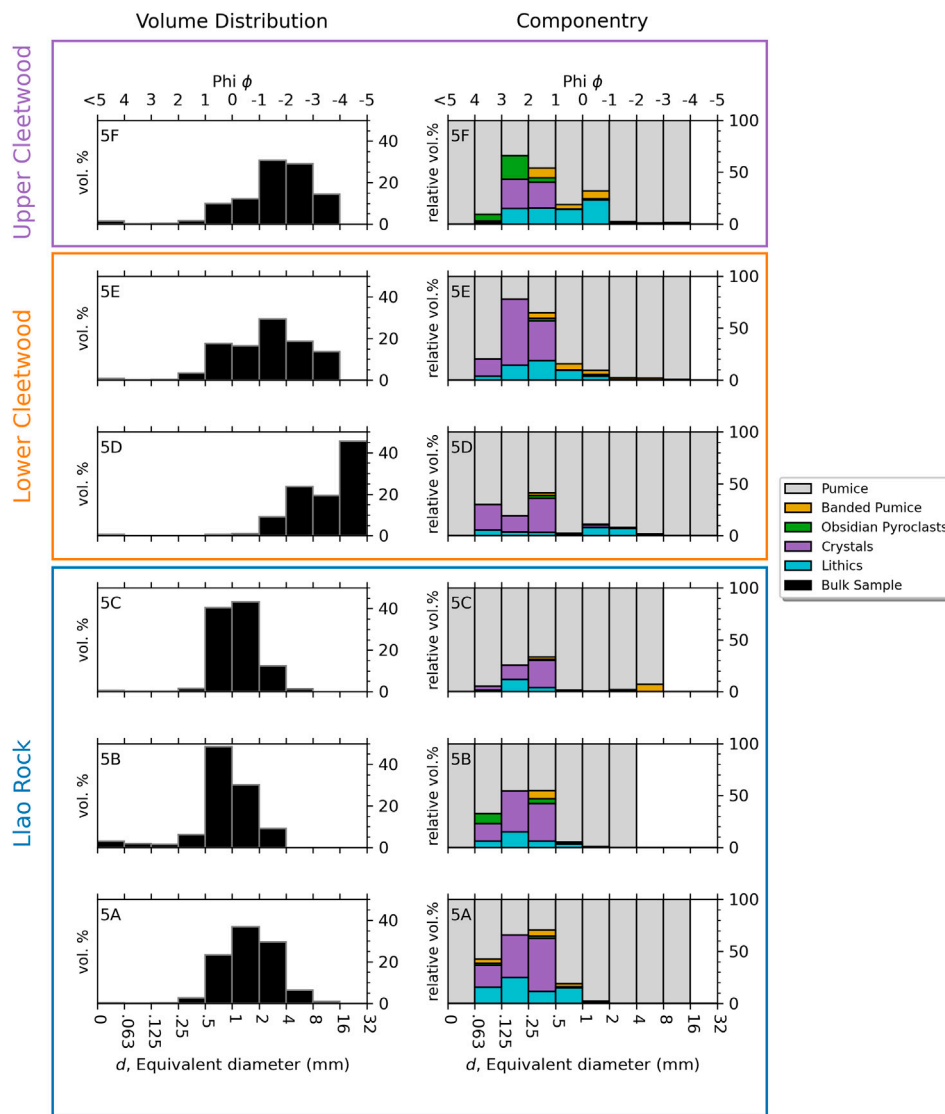 Volume Distribution Componentry
Upper Cleetwood
Phi ϕ Phi ϕ
<5 4 3 2 1 0 -1 -2 -3 -4 -5 <5 4 3 2 1 0 -1 -2 -3 -4 -5
5F vol. % 40 20 0 5F relative vol.% 100 50 0
Lower Cleetwood
5E vol. % 40 20 0 5E relative vol.% 100 50 0
5D vol. % 40 20 0 5D relative vol.% 100 50 0
Pumice
Banded Pumice
Obsidian Pyroclasts
Crystals
Lithics
Bulk Sample
Llao Rock
5C vol. % 40 20 0 5C relative vol.% 100 50 0
5B vol. % 40 20 0 5B relative vol.% 100 50 0
5A vol. % 40 20 0 5A relative vol.% 100 50 0
0 .063 .125 .25 .5 1 2 4 8 16 32 0 .063 .125 .25 .5 1 2 4 8 16 32
d, Equivalent diameter (mm) d, Equivalent diameter (mm)